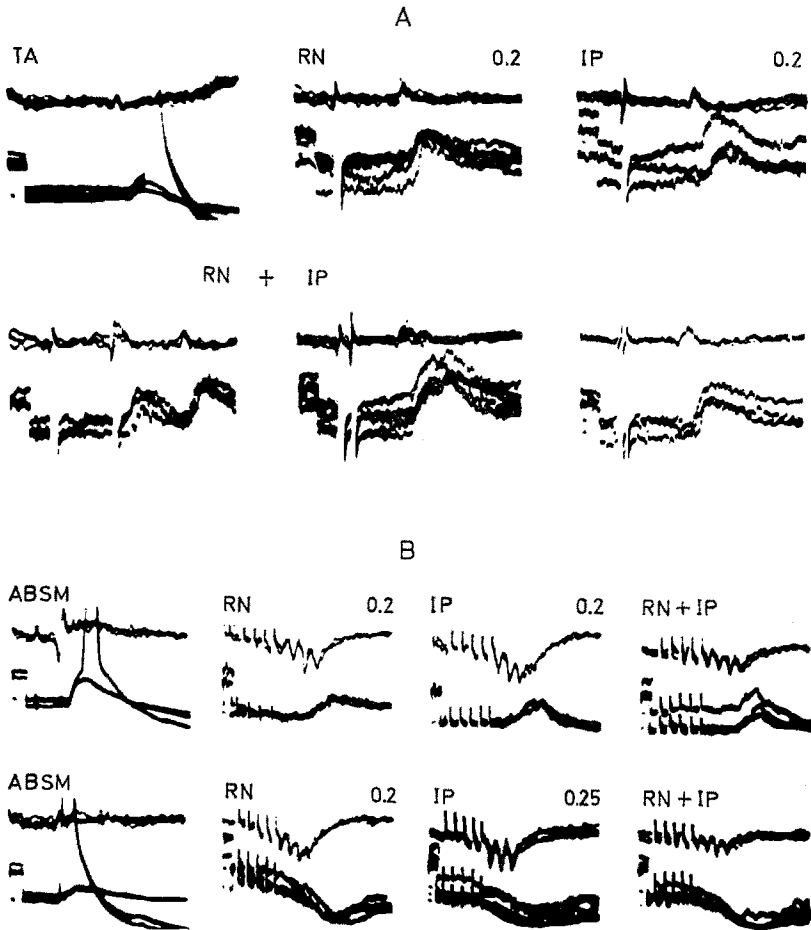 A
TA RN 0.2 IP 0.2
RN + IP
B
ABSM RN 0.2 IP 0.2 RN + IP
ABSM RN 0.2 IP 0.25 RN + IP